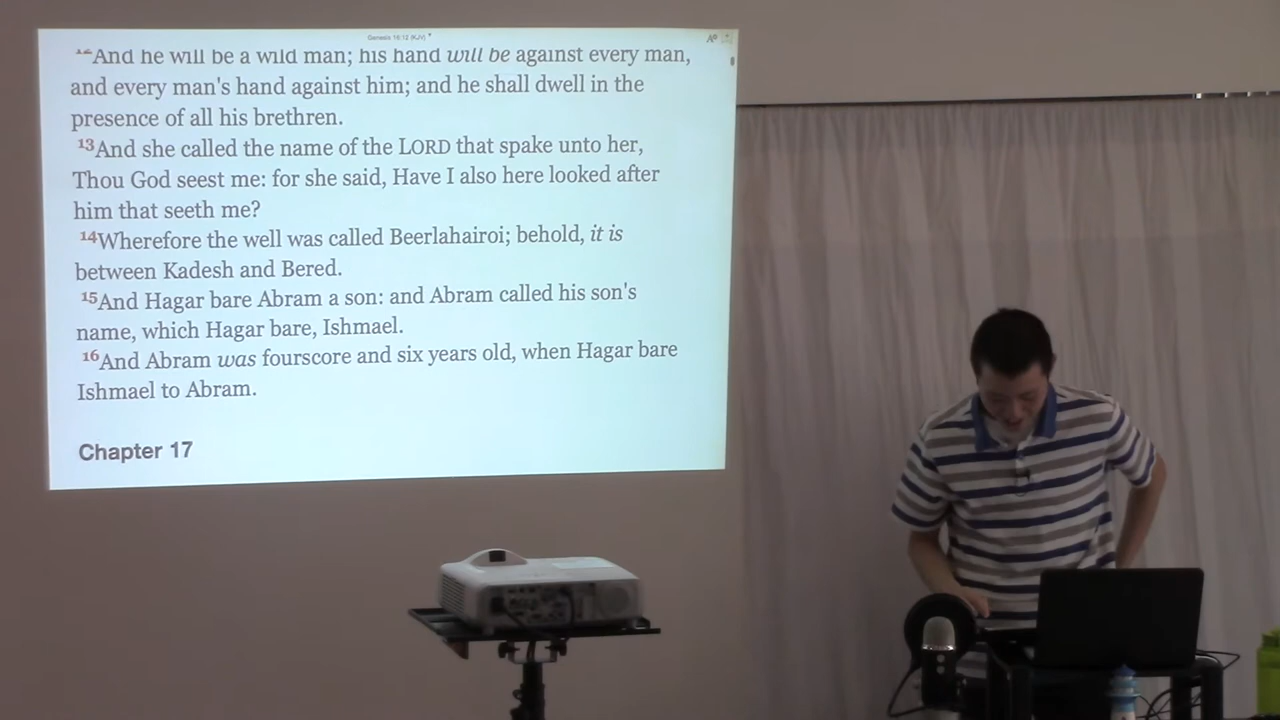 Genesis 16:12 (KJV)
12And he will be a wild man; his hand will be against every man,
and every man's hand against him; and he shall dwell in the
presence of all his brethren.
13And she called the name of the LORD that spake unto her,
Thou God seest me: for she said, Have I also here looked after
him that seeth me?
14Wherefore the well was called Beerlahairoi; behold, it is
between Kadesh and Bered.
15And Hagar bare Abram a son: and Abram called his son's
name, which Hagar bare, Ishmael.
16And Abram was fourscore and six years old, when Hagar bare
Ishmael to Abram.
Chapter 17